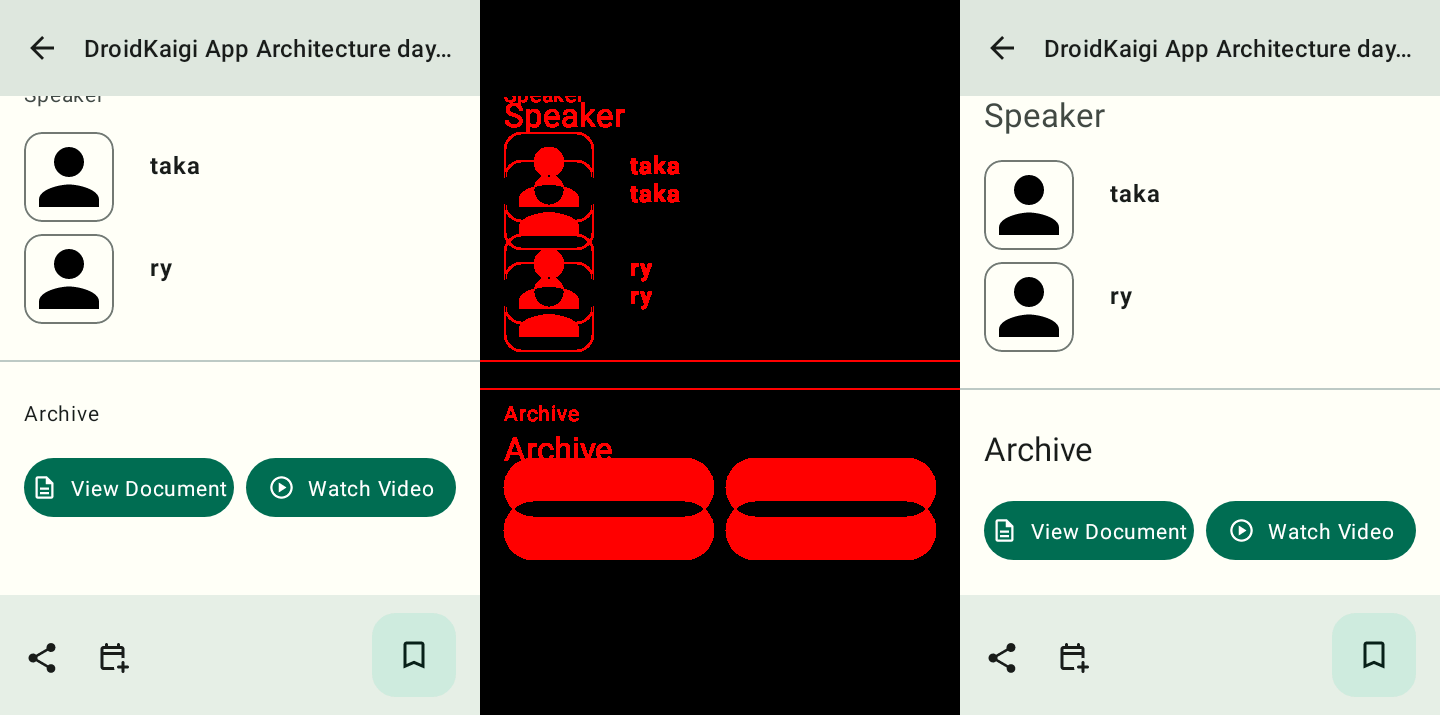 DroidKaigi App Architecture day...
Speaker
taka
ry
Archive
View Document
Watch Video
Speaker
Speaker
taka
taka
ry
ry
Archive
Archive
DroidKaigi App Architecture day...
Speaker
taka
ry
Archive
View Document
Watch Video